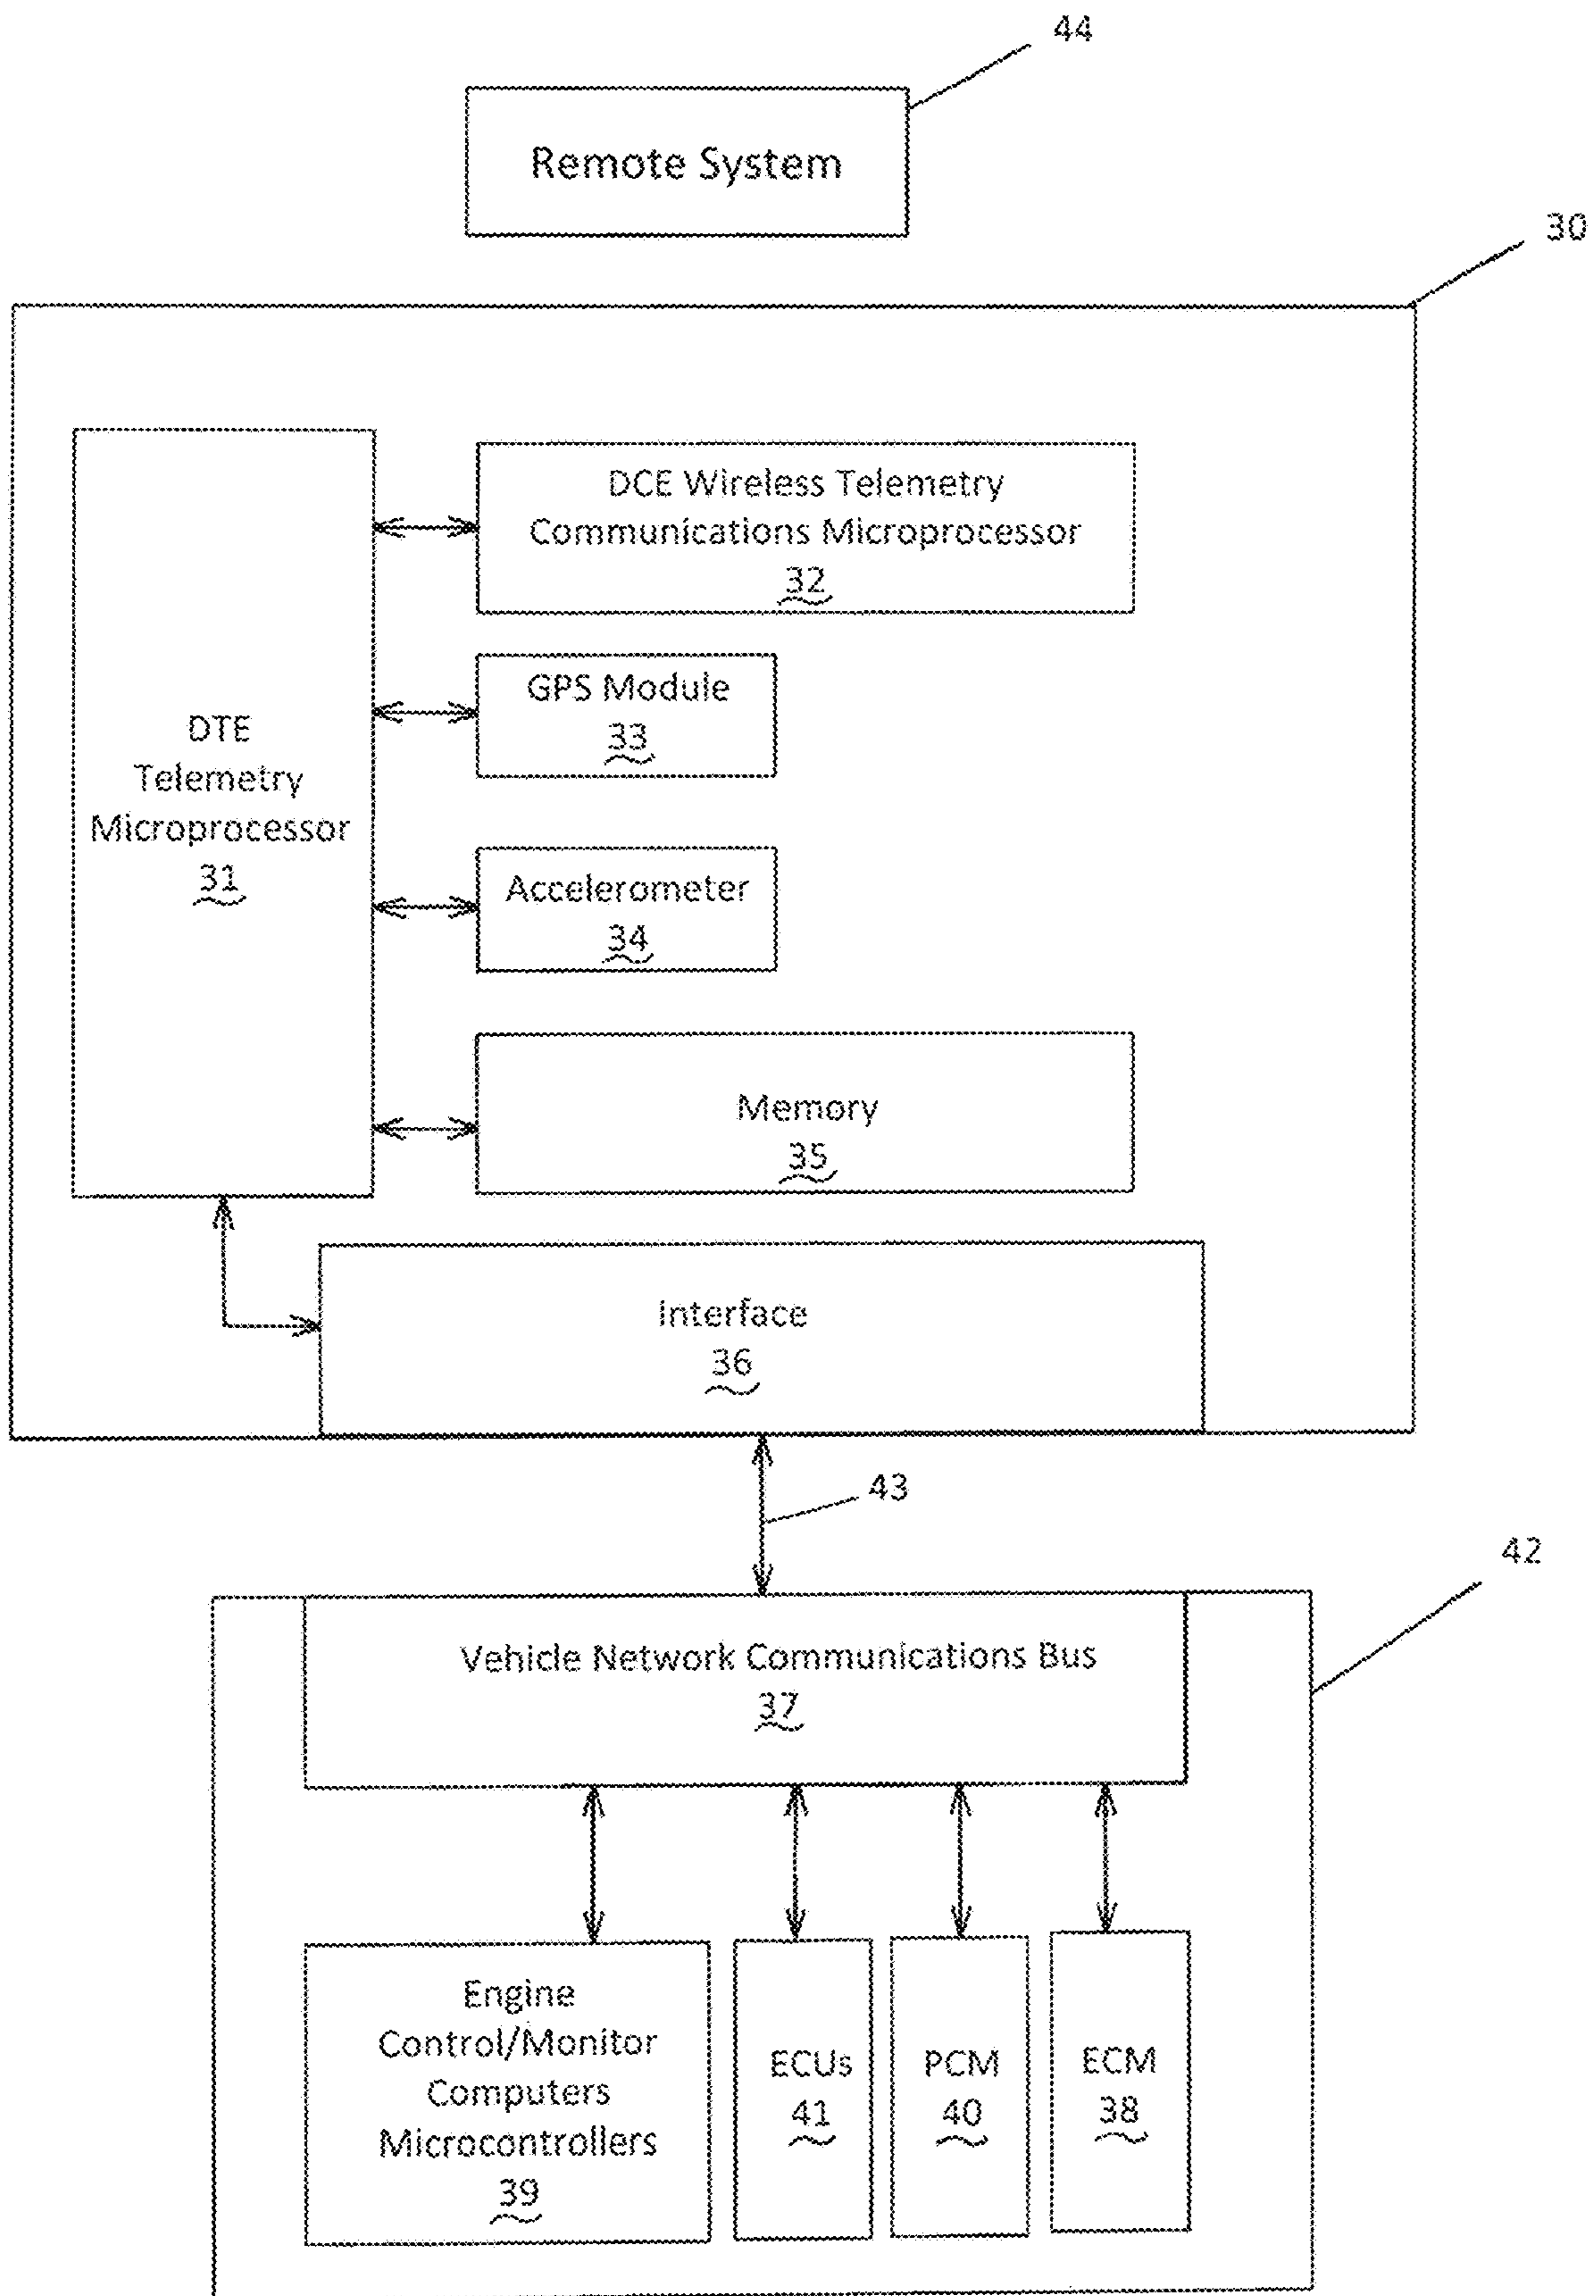 44
Remote System
30
DCE Wireless Telemetry
Communications Microprocessor
32
GPS Module
33
DTE
Telemetry
Microprocessor
31
Accelerometer
34
Memory
35
Interface
36
43
42
Vehicle Network Communications Bus
37
Engine
Control/Monitor
Computers
Microcontrollers
39
ECUs
41
PCM
40
ECM
38